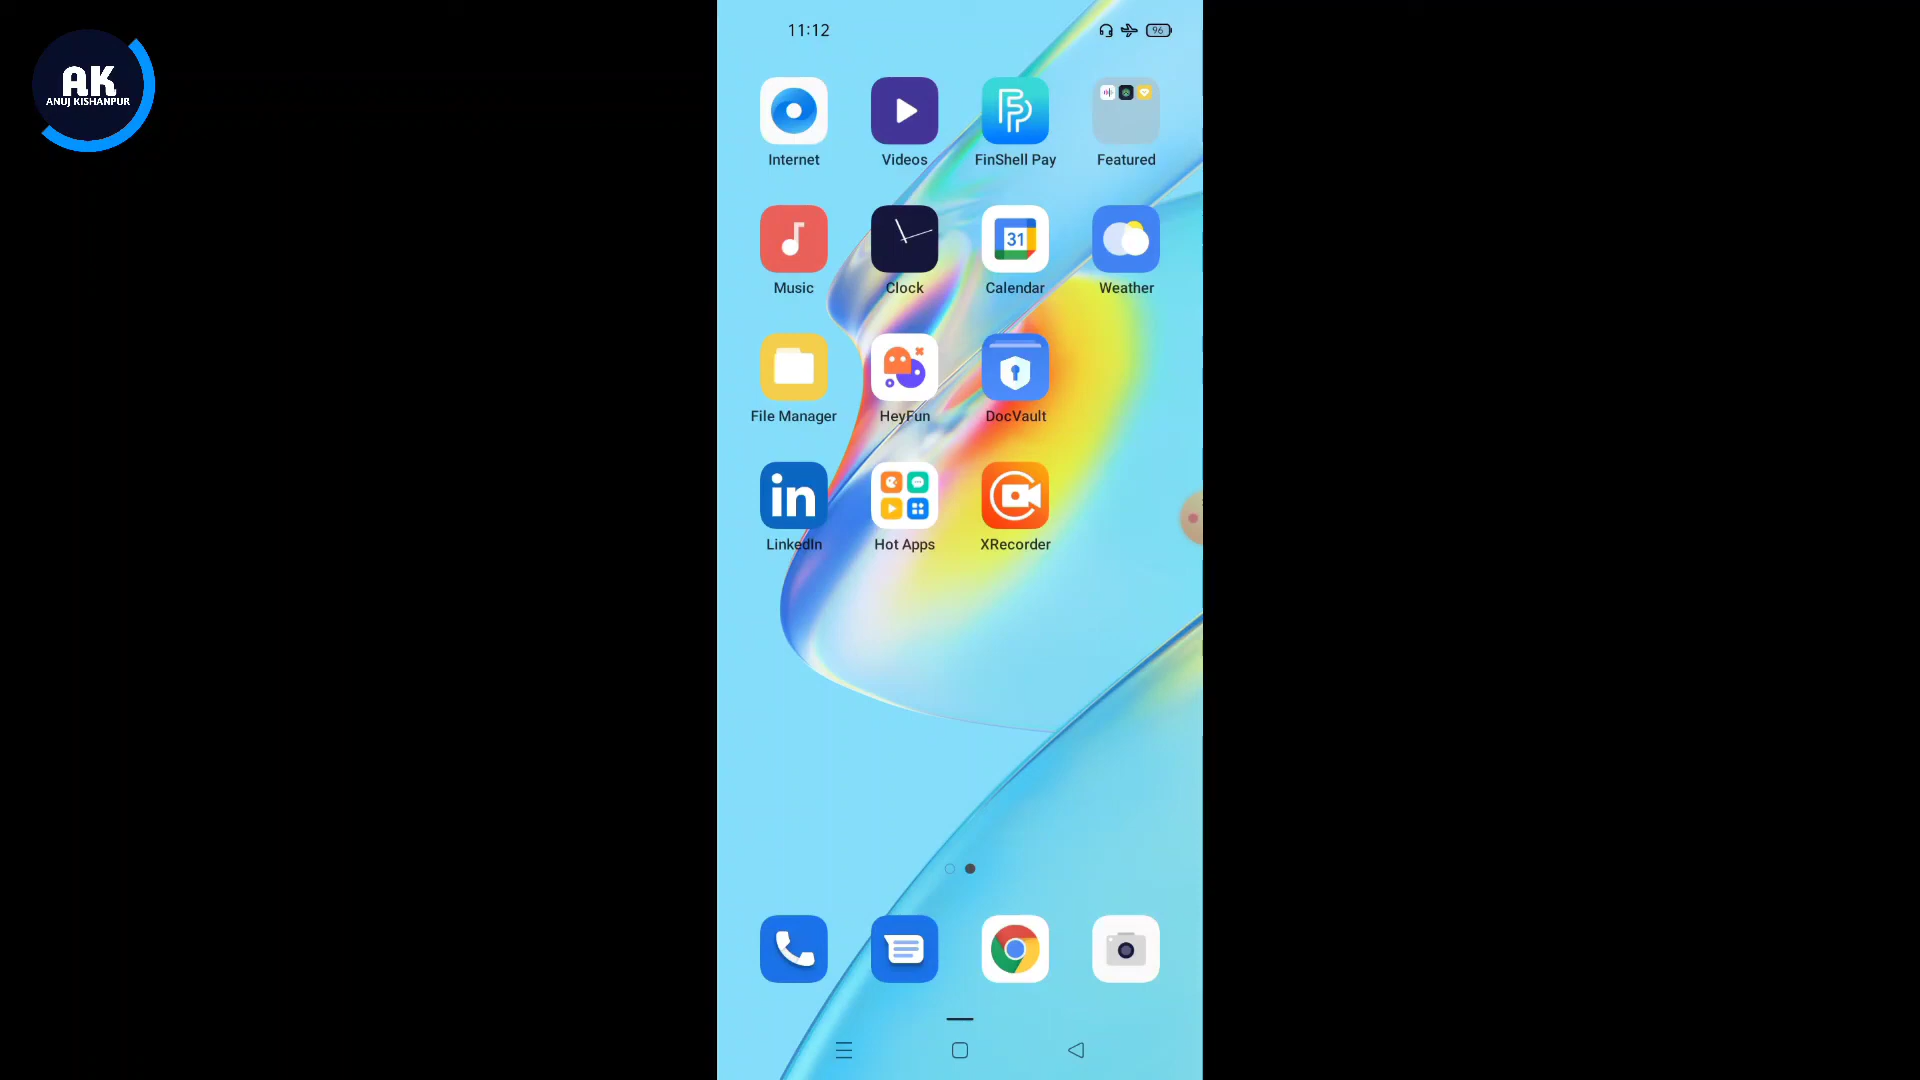 AK
ANUJ KISHANPUR
11:12
96
Internet
Videos
FinShell Pay
Featured
Music
Clock
31
Calendar
Weather
File Manager
HeyFun
DocVault
in
LinkedIn
Hot Apps
XRecorder